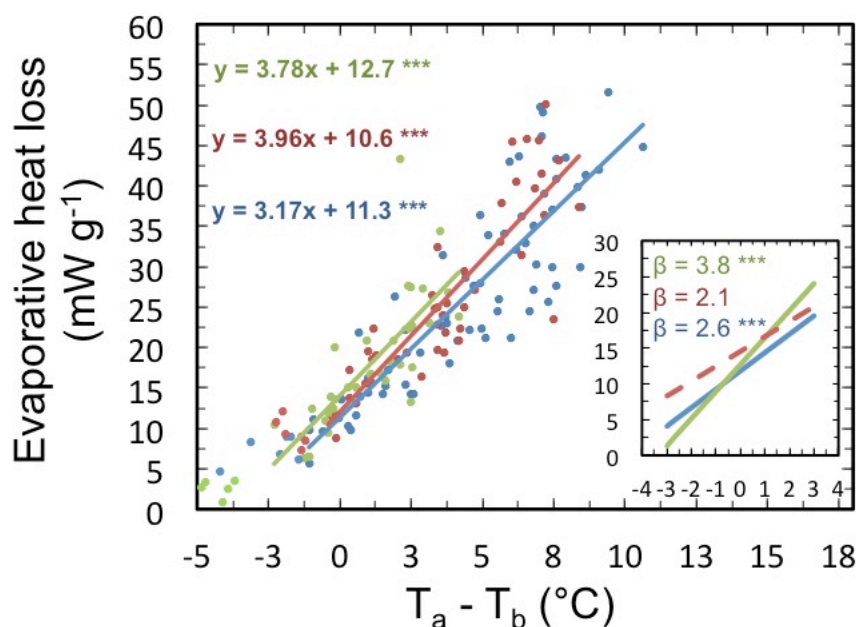 Evaporative heat loss
(mW g⁻¹)
60
55
50
45
40
35
30
25
20
15
10
5
0
y = 3.78x + 12.7 ***
y = 3.96x + 10.6 ***
y = 3.17x + 11.3 ***
30
25
20
15
10
5
0
β = 3.8 ***
β = 2.1
β = 2.6 ***
-4 -3 -2 -1 0 1 2 3 4
-5 -3 0 3 5 8 10 13 15 18
Tₐ - T_b (°C)